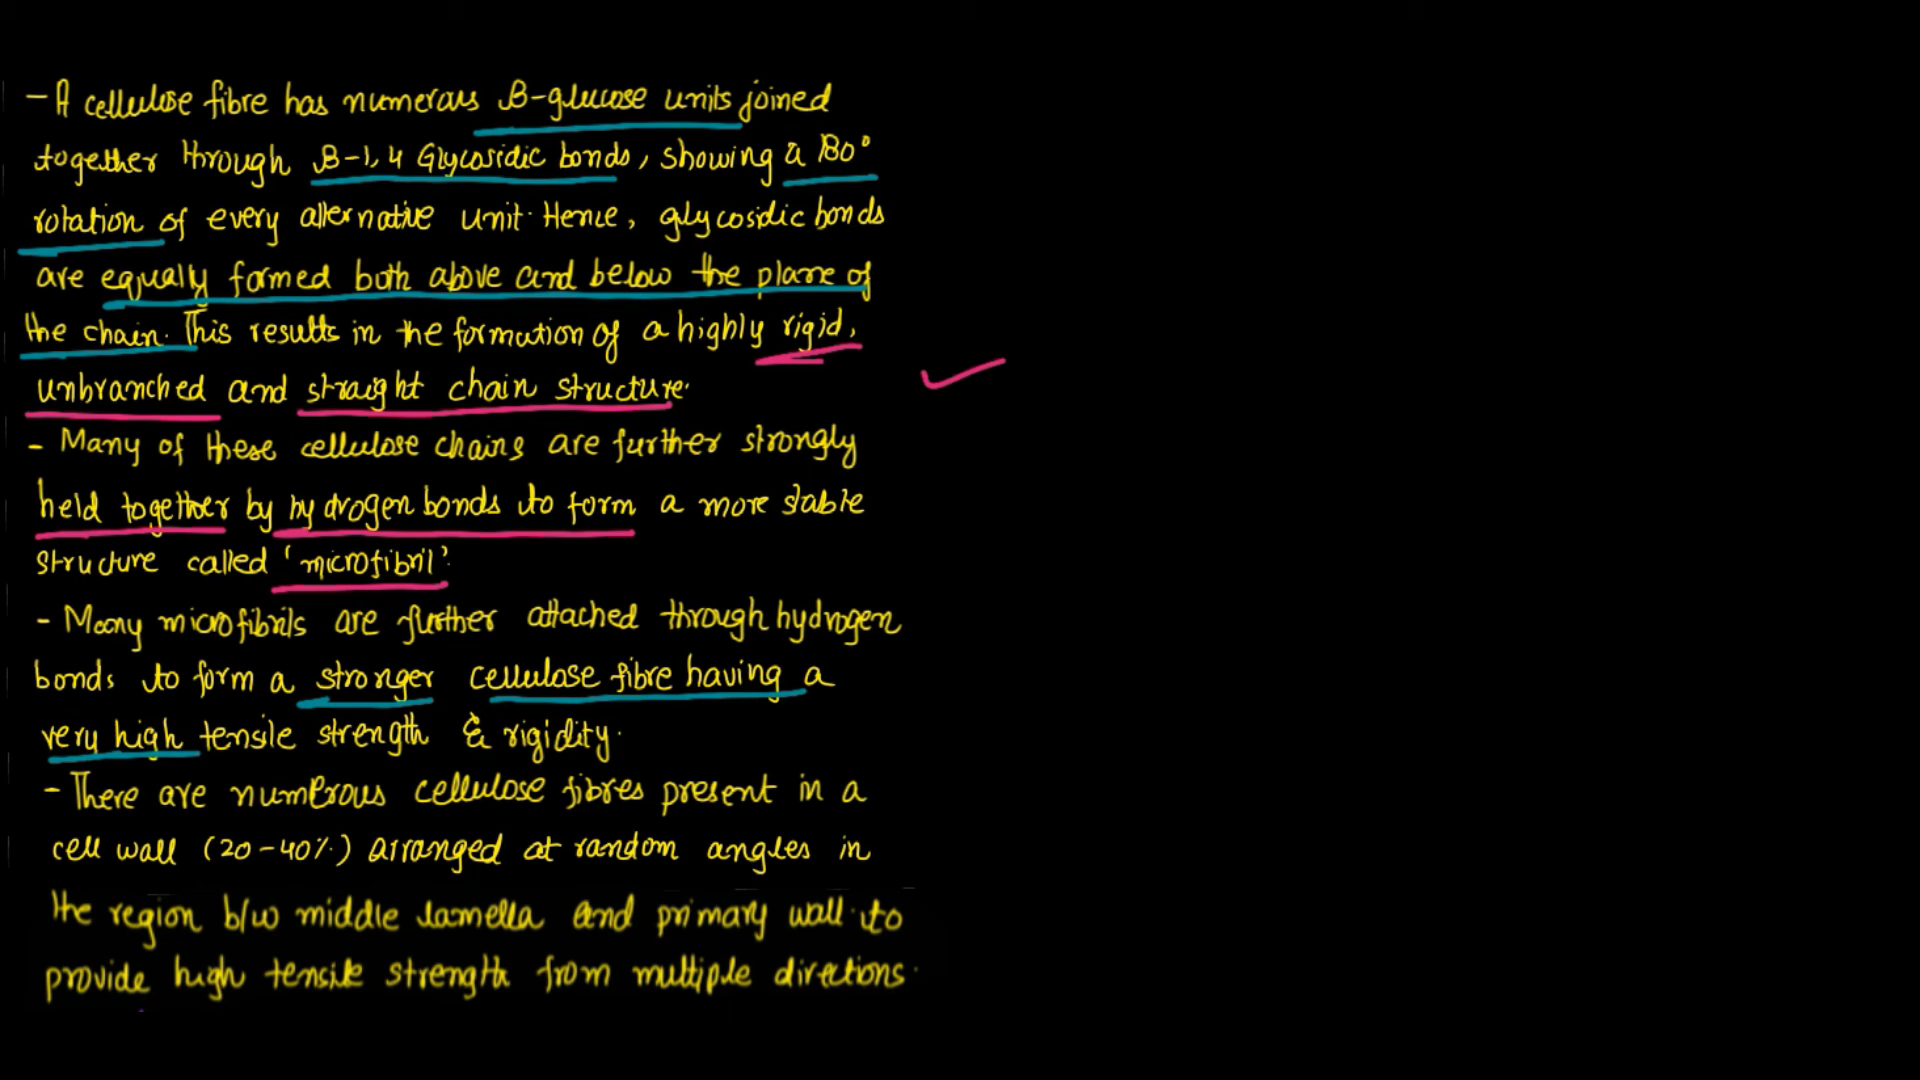 - A cellulose fibre has numerous B-glucose units joined
together through B-1,4 Glycosidic bonds, showing a 180°
rotation of every alternative unit. Hence, glycosidic bonds
are equally formed both above and below the plane of
the chain. This results in the formation of a highly rigid,
unbranched and straight chain structure.
- Many of these cellulose chains are further strongly
held together by hydrogen bonds to form a more stable
structure called 'microfibril'.
- Many microfibrils are further attached through hydrogen
bonds to form a stronger cellulose fibre having a
very high tensile strength & rigidity.
- There are numerous cellulose fibres present in a
cell wall (20-40%) arranged at random angles in
the region b/w middle lamella and primary wall to
provide high tensile strength from multiple directions.